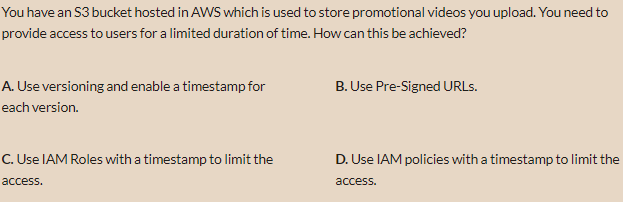 You have an S3 bucket hosted in AWS which is used to store promotional videos you upload. You need to
provide access to users for a limited duration of time. How can this be achieved?
A. Use versioning and enable a timestamp for
each version.
B. Use Pre-Signed URLs.
C. Use IAM Roles with a timestamp to limit the
access.
D. Use IAM policies with a timestamp to limit the
access.